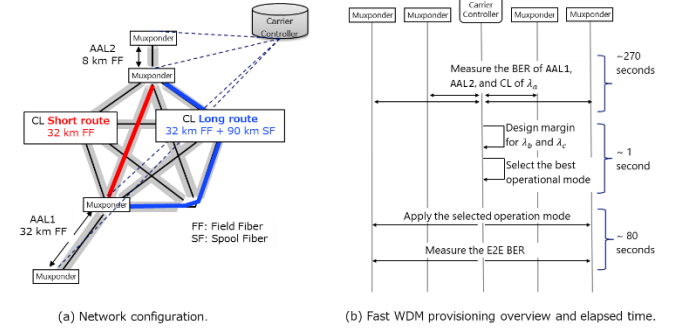 Muxponder
Carrier
Controller
AAL2
8 km FF
Muxponder
CL Short route
32 km FF
CL Long route
32 km FF + 90 km SF
Muxponder
AAL1
32 km FF
FF: Field Fiber
SF: Spool Fiber
Muxponder
(a) Network configuration.
Muxponder
Muxponder
Carrier
Controller
Muxponder
Muxponder
Measure the BER of AAL1,
AAL2, and CL of λa
~270
seconds
Design margin
for λb and λc
Select the best
operational mode
~ 1
second
Apply the selected operation mode
Measure the E2E BER
~ 80
seconds
(b) Fast WDM provisioning overview and elapsed time.